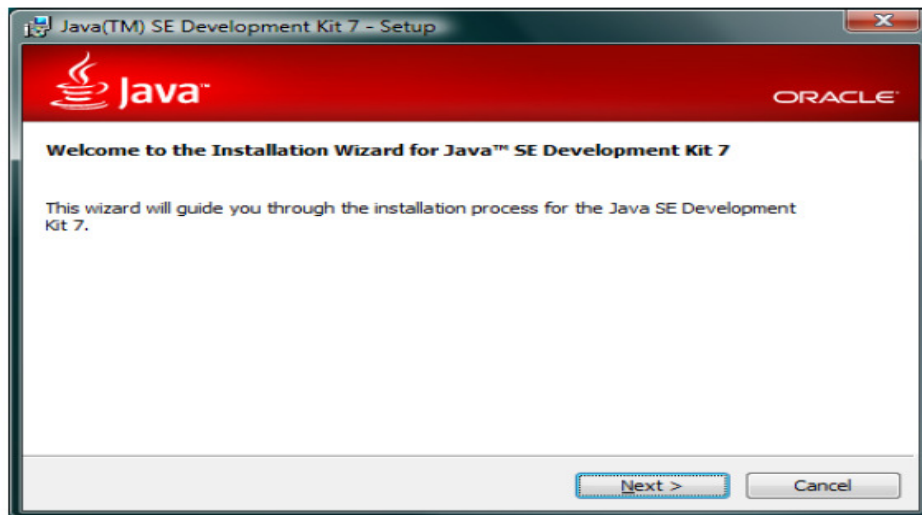 Java(TM) SE Development Kit 7 - Setup
Java™
ORACLE®
Welcome to the Installation Wizard for Java™ SE Development Kit 7
This wizard will guide you through the installation process for the Java SE Development
Kit 7.
Next >
Cancel